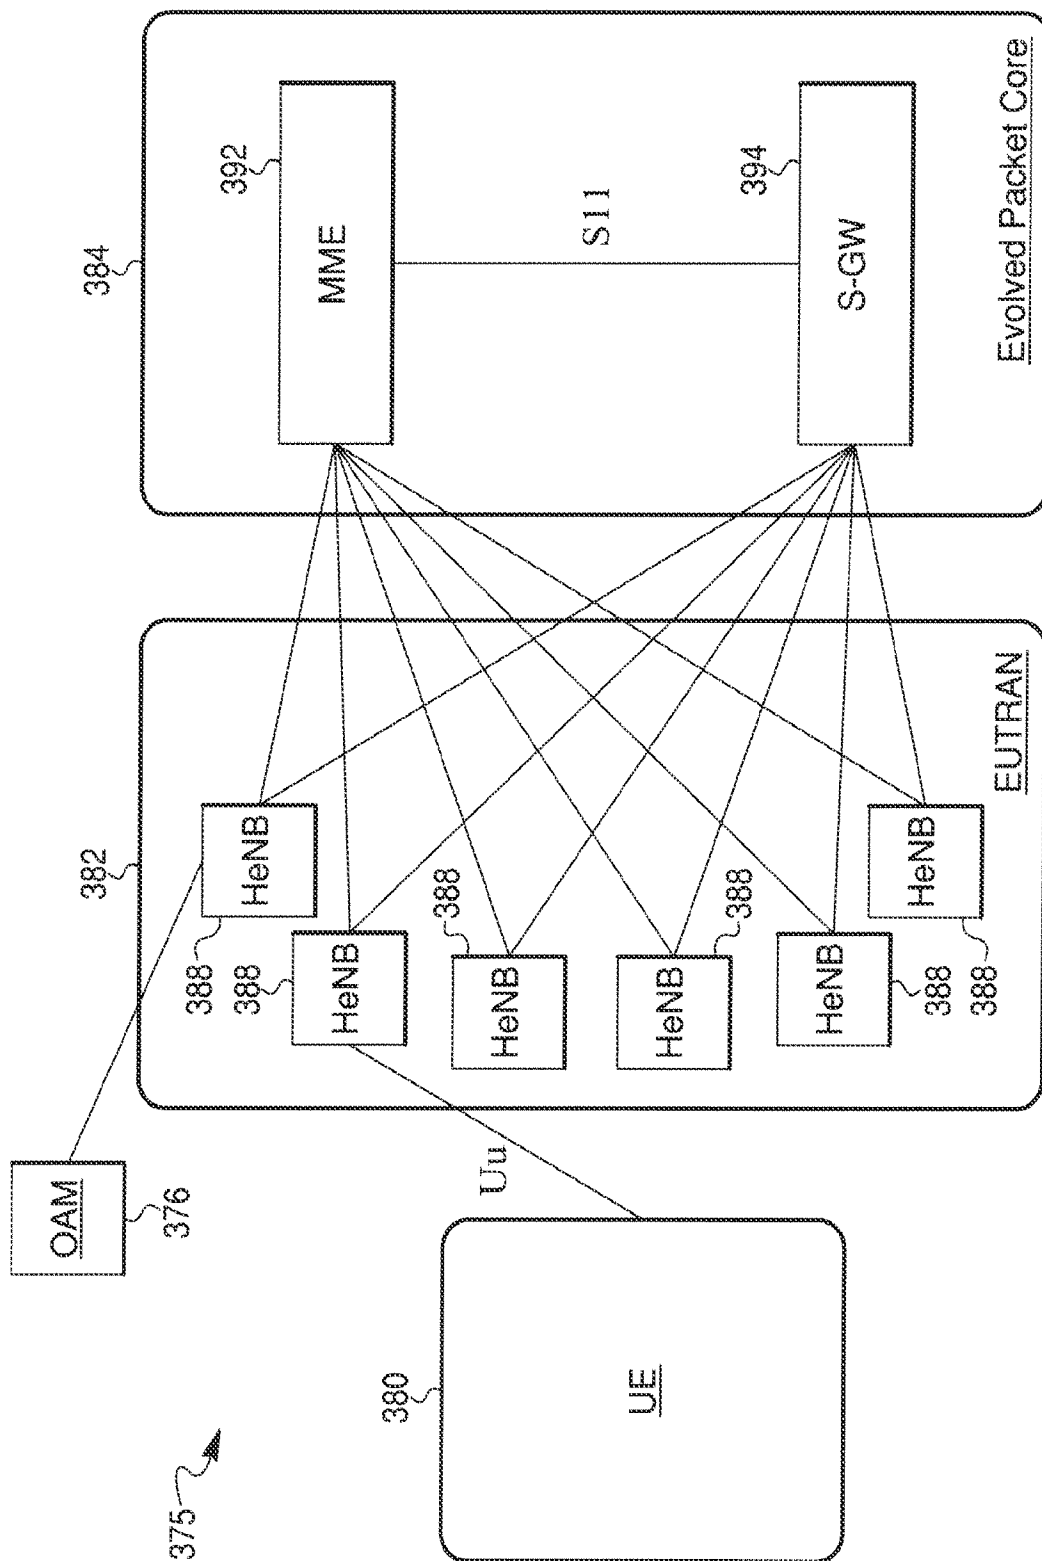 375
OAM
376
380
UE
Uu
382
388
HeNB
388
HeNB
388
HeNB
388
HeNB
HeNB
388
HeNB
388
EUTRAN
384
392
MME
S11
394
S-GW
Evolved Packet Core